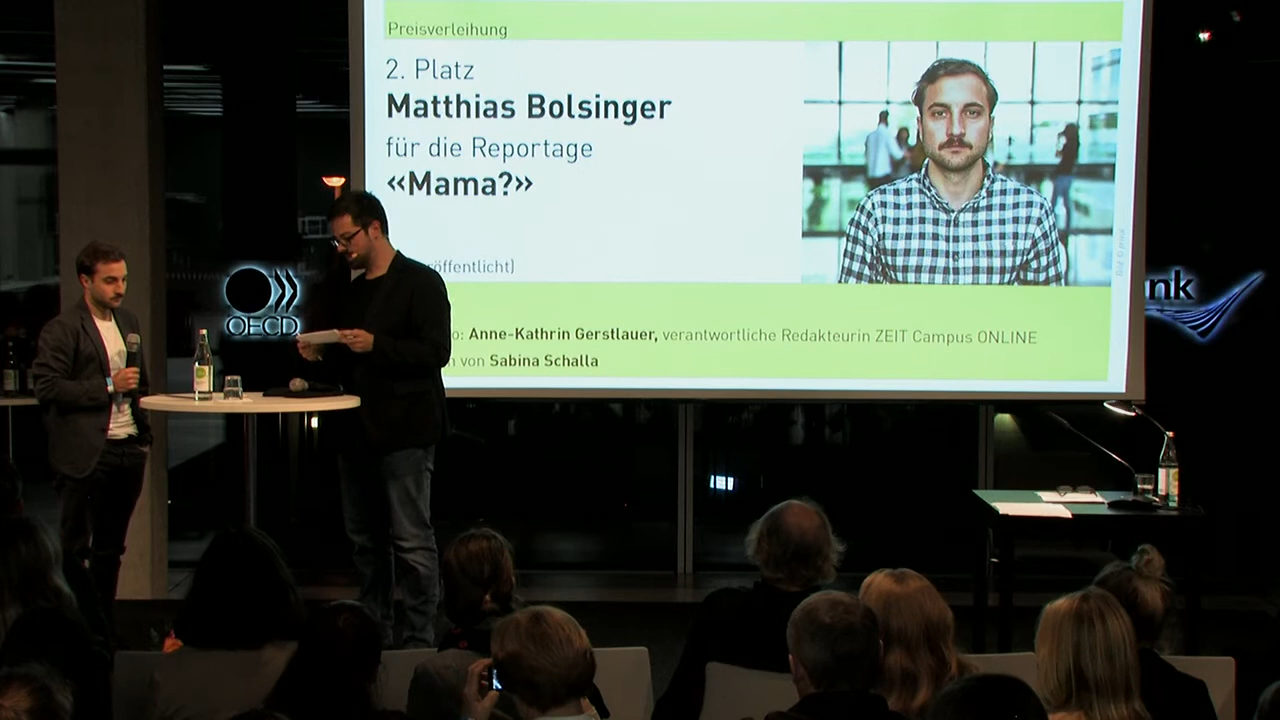 Preisverleihung
2. Platz
Matthias Bolsinger
für die Reportage
«Mama?»
öffentlicht)
o: Anne-Kathrin Gerstlauer, verantwortliche Redakteurin ZEIT Campus ONLINE
von Sabina Schalla
OECD
nk